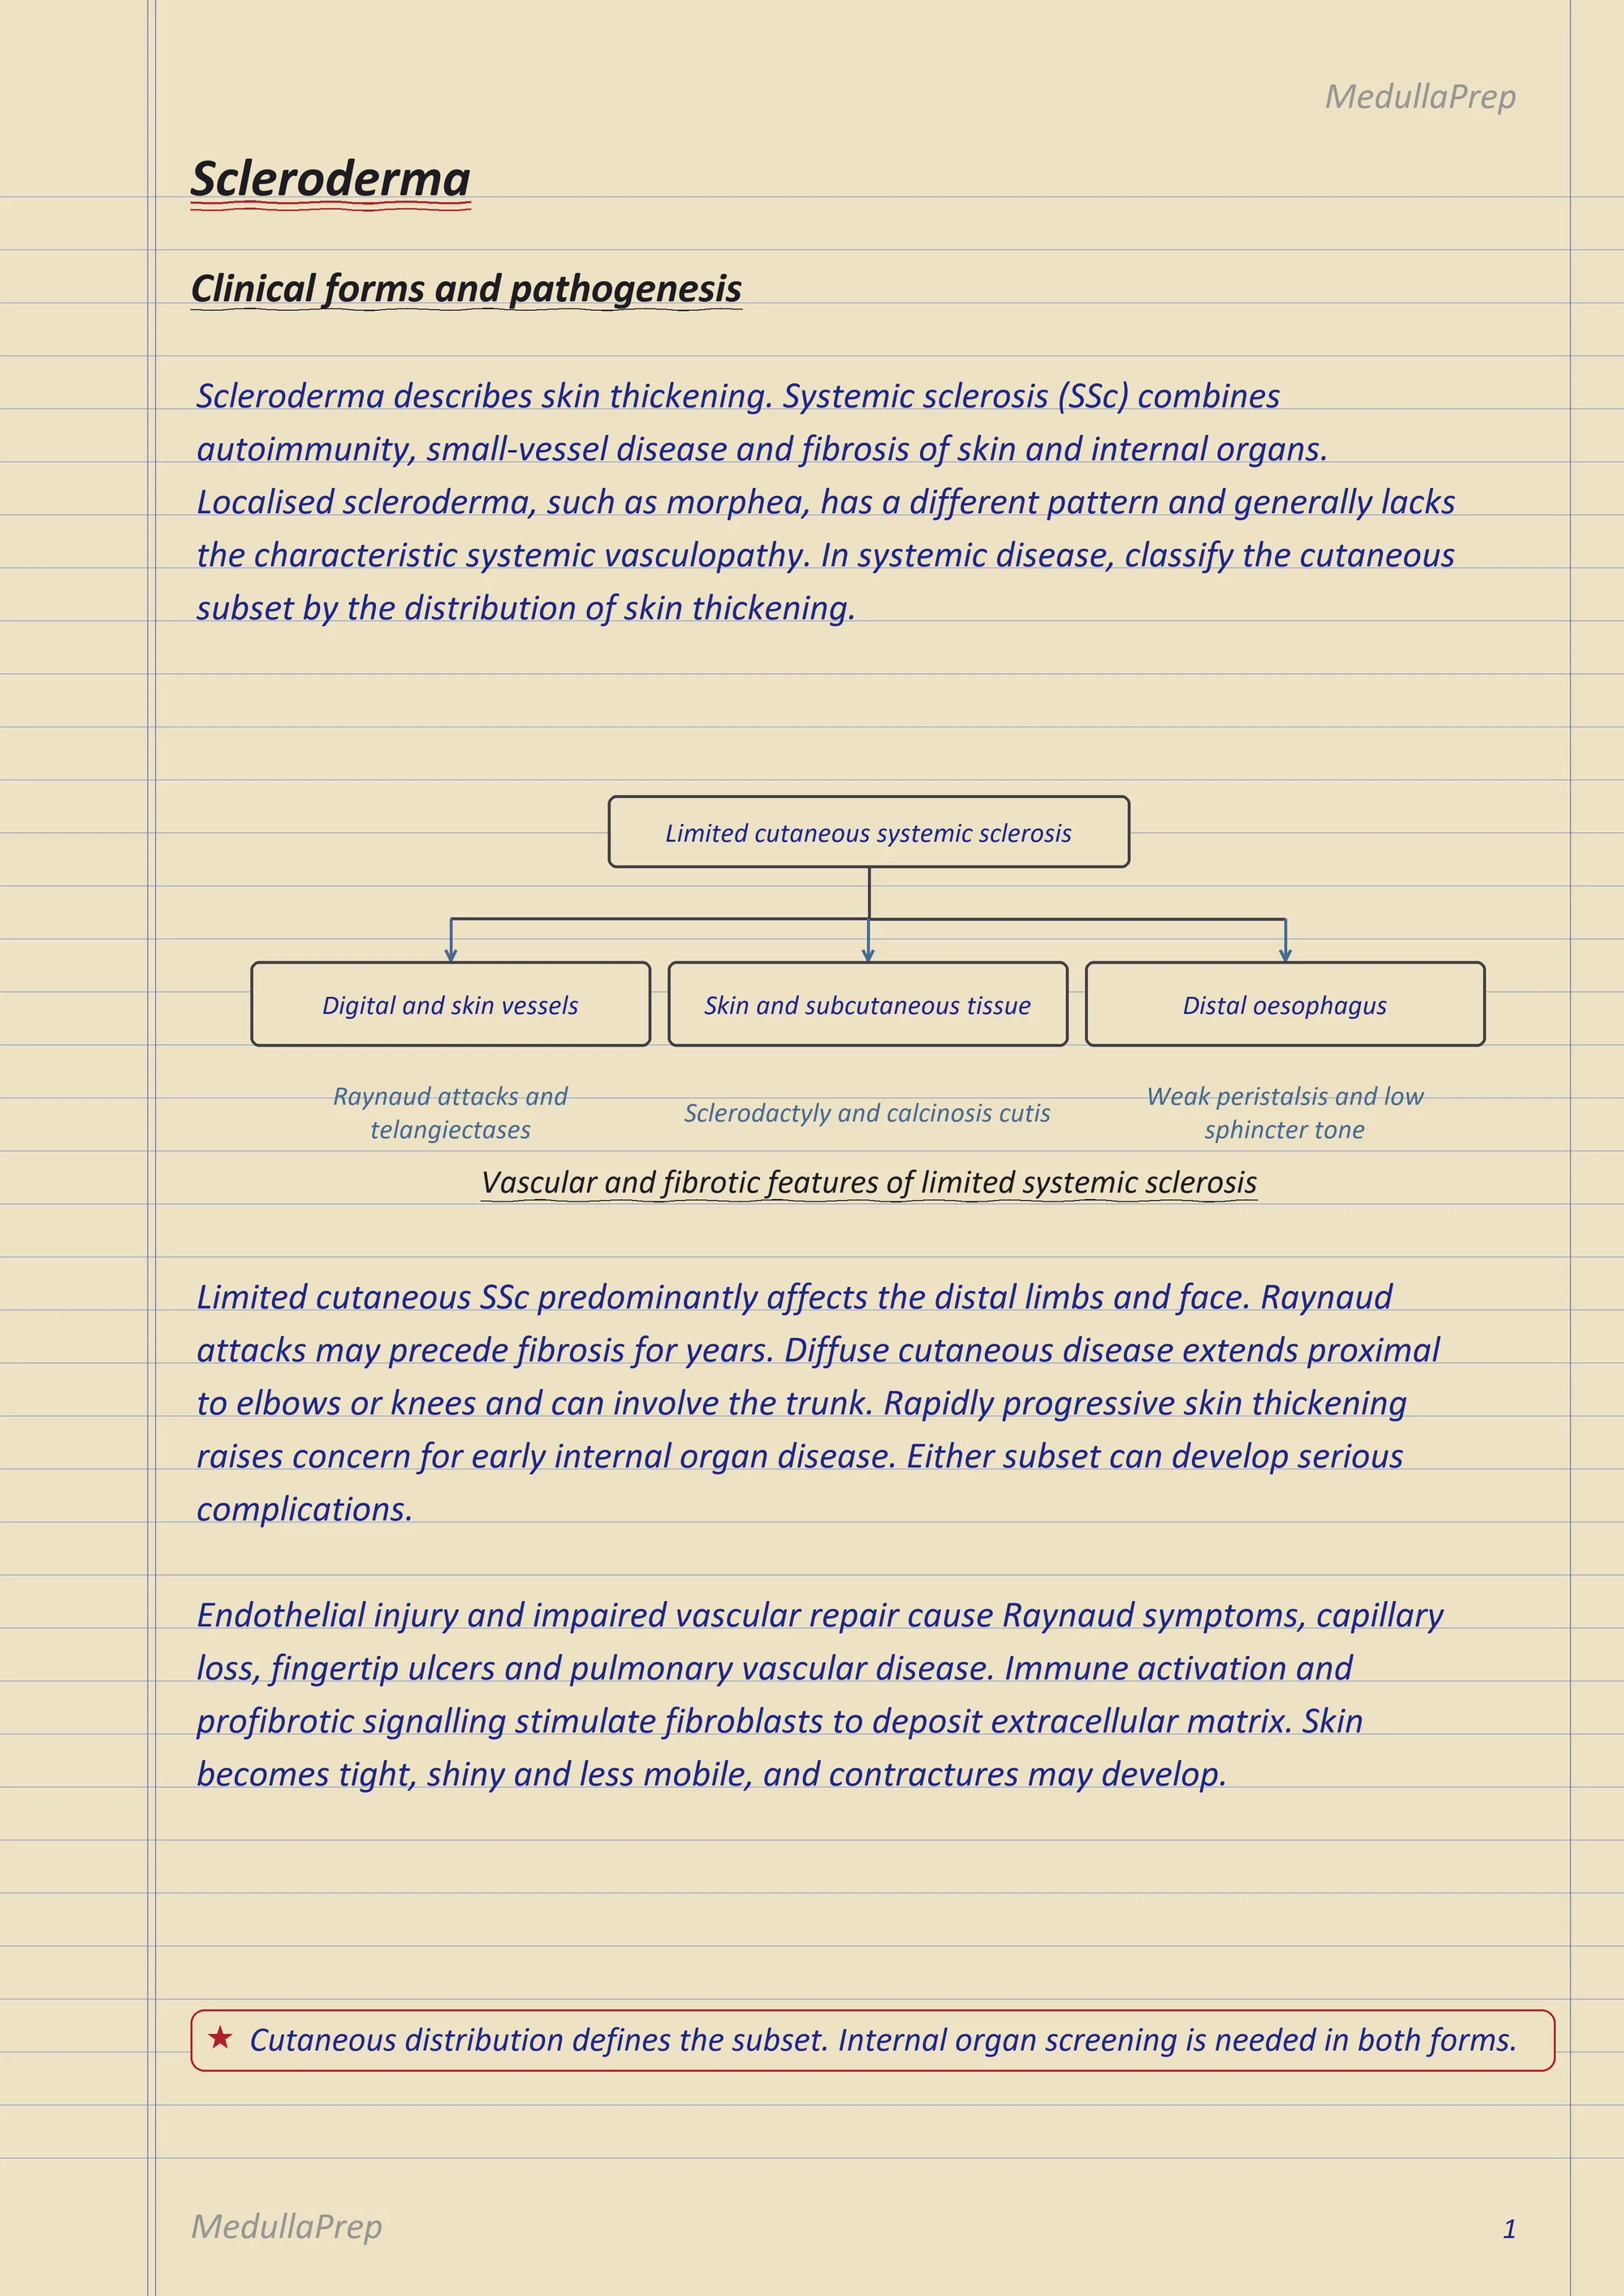 MedullaPrep
Scleroderma
Clinical forms and pathogenesis
Scleroderma describes skin thickening. Systemic sclerosis (SSc) combines
autoimmunity, small-vessel disease and fibrosis of skin and internal organs.
Localised scleroderma, such as morphea, has a different pattern and generally lacks
the characteristic systemic vasculopathy. In systemic disease, classify the cutaneous
subset by the distribution of skin thickening.
Limited cutaneous systemic sclerosis
Digital and skin vessels
Skin and subcutaneous tissue
Distal oesophagus
Raynaud attacks and
telangiectases
Sclerodactyly and calcinosis cutis
Weak peristalsis and low
sphincter tone
Vascular and fibrotic features of limited systemic sclerosis
Limited cutaneous SSc predominantly affects the distal limbs and face. Raynaud
attacks may precede fibrosis for years. Diffuse cutaneous disease extends proximal
to elbows or knees and can involve the trunk. Rapidly progressive skin thickening
raises concern for early internal organ disease. Either subset can develop serious
complications.
Endothelial injury and impaired vascular repair cause Raynaud symptoms, capillary
loss, fingertip ulcers and pulmonary vascular disease. Immune activation and
profibrotic signalling stimulate fibroblasts to deposit extracellular matrix. Skin
becomes tight, shiny and less mobile, and contractures may develop.
★ Cutaneous distribution defines the subset. Internal organ screening is needed in both forms.
MedullaPrep
1